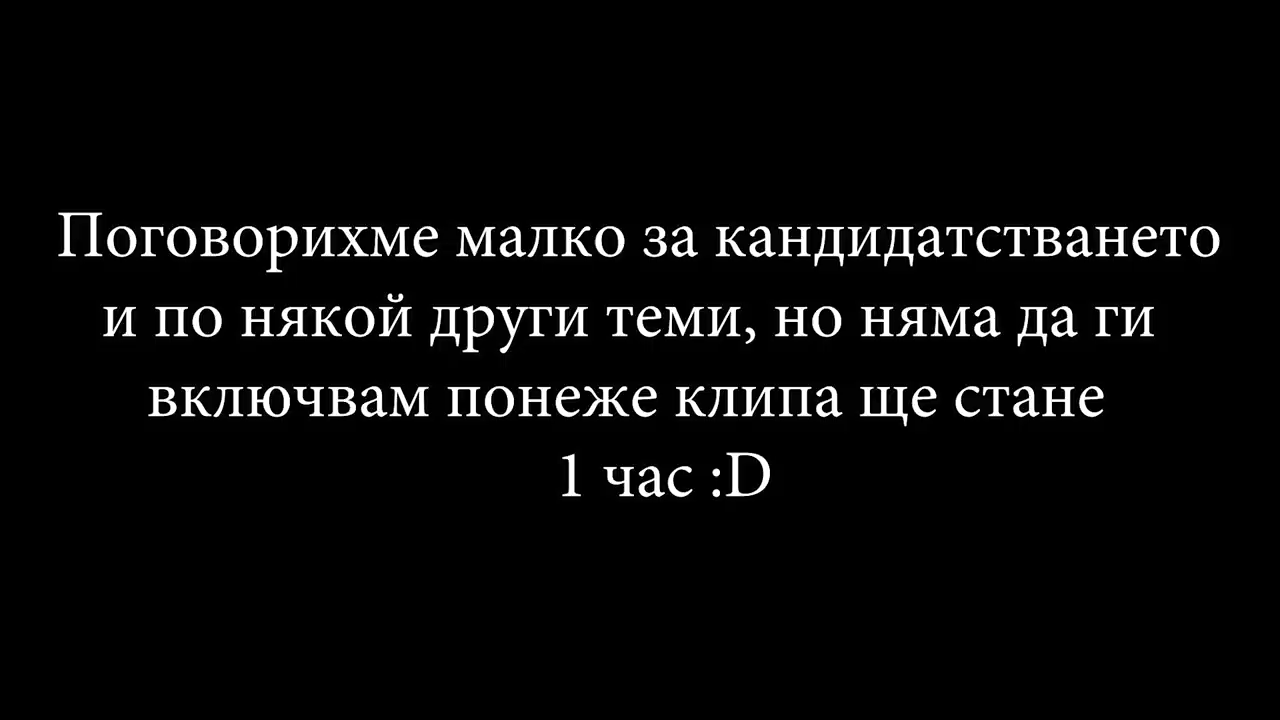 Поговорихме малко за кандидатстването
и по някой други теми, но няма да ги
включвам понеже клипа ще стане
1 час :D